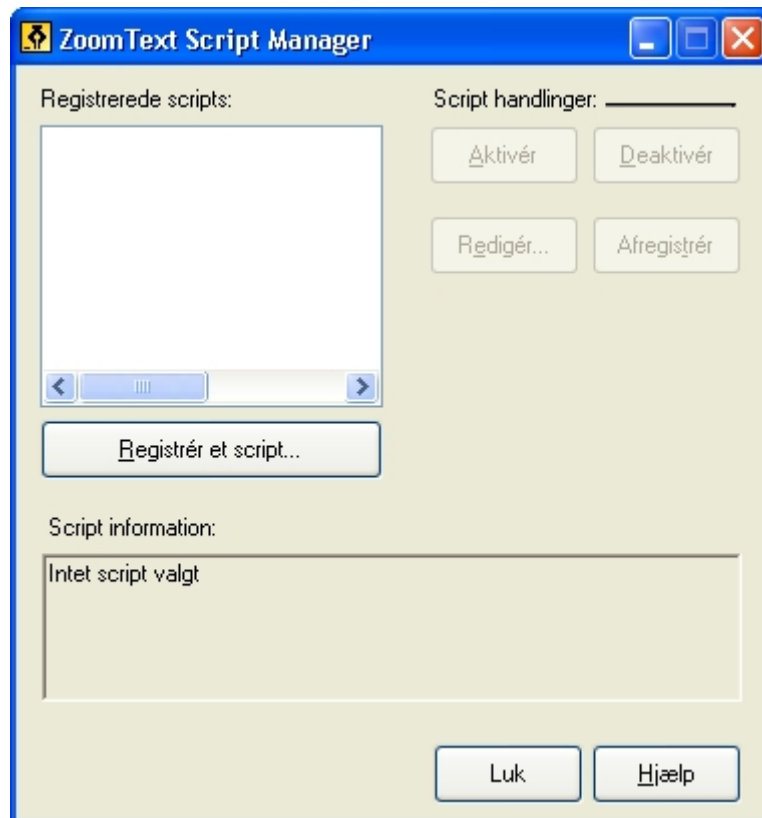 ZoomText Script Manager
Registrerede scripts:
Script handlinger:
Aktivér
Deaktivér
Redigér...
Afregistrér
Registrér et script...
Script information:
Intet script valgt
Luk
Hjælp